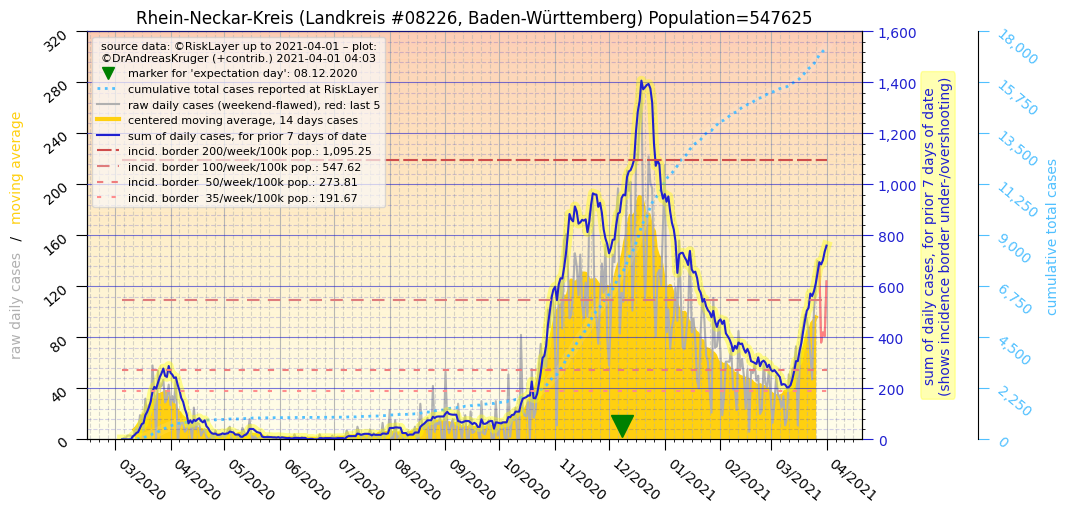 Rhein-Neckar-Kreis (Landkreis #08226, Baden-Württemberg) Population=547625
source data: ©RiskLayer up to 2021-04-01 – plot:
©DrAndreasKruger (+contrib.) 2021-04-01 04:03
marker for 'expectation day': 08.12.2020
cumulative total cases reported at RiskLayer
raw daily cases (weekend-flawed), red: last 5
centered moving average, 14 days cases
sum of daily cases, for prior 7 days of date
incid. border 200/week/100k pop.: 1,095.25
incid. border 100/week/100k pop.: 547.62
incid. border  50/week/100k pop.: 273.81
incid. border  35/week/100k pop.: 191.67
raw daily cases / moving average
320
280
240
200
160
120
80
40
0
03/2020
04/2020
05/2020
06/2020
07/2020
08/2020
09/2020
10/2020
11/2020
12/2020
01/2021
02/2021
03/2021
04/2021
1,600
1,400
1,200
1,000
800
600
400
200
0
sum of daily cases, for prior 7 days of date
(shows incidence border under-/overshooting)
18,000
15,750
13,500
11,250
9,000
6,750
4,500
2,250
0
cumulative total cases